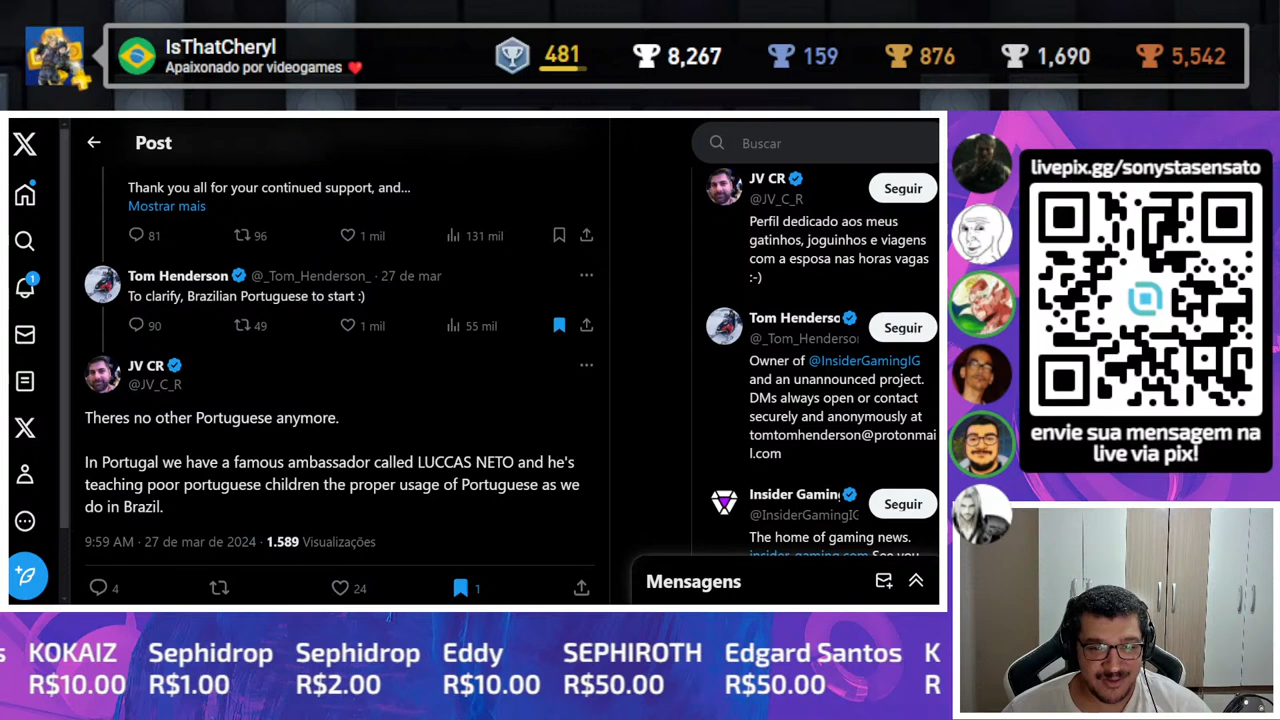 IsThatCheryl
Apaixonado por videogames ❤️
481
8,267
159
876
1,690
5,542
Post
Thank you all for your continued support, and...
Mostrar mais
81
96
1 mil
131 mil
Tom Henderson @_Tom_Henderson_ · 27 de mar
To clarify, Brazilian Portuguese to start :)
90
49
1 mil
55 mil
JV CR
@JV_C_R
Theres no other Portuguese anymore.
In Portugal we have a famous ambassador called LUCCAS NETO and he's
teaching poor portuguese children the proper usage of Portuguese as we
do in Brazil.
9:59 AM · 27 de mar de 2024 · 1.589 Visualizações
4
24
1
1
Buscar
JV CR
@JV_C_R
Seguir
Perfil dedicado aos meus
gatinhos, joguinhos e viagens
com a esposa nas horas vagas
:-)
Tom Henderso
@_Tom_Henderso
Seguir
Owner of @InsiderGamingIG
and an unannounced project.
DMs always open or contact
securely and anonymously at
tomtomhenderson@protonmai
l.com
Insider Gaming
@InsiderGamingIG
Seguir
The home of gaming news.
insider-gaming.com See you
Mensagens
livepix.gg/sonystasensato
envie sua mensagem na
live via pix!
s KOKAIZ Sephidrop Sephidrop Eddy SEPHIROTH Edgard Santos K
R$10.00 R$1.00 R$2.00 R$10.00 R$50.00 R$50.00 R